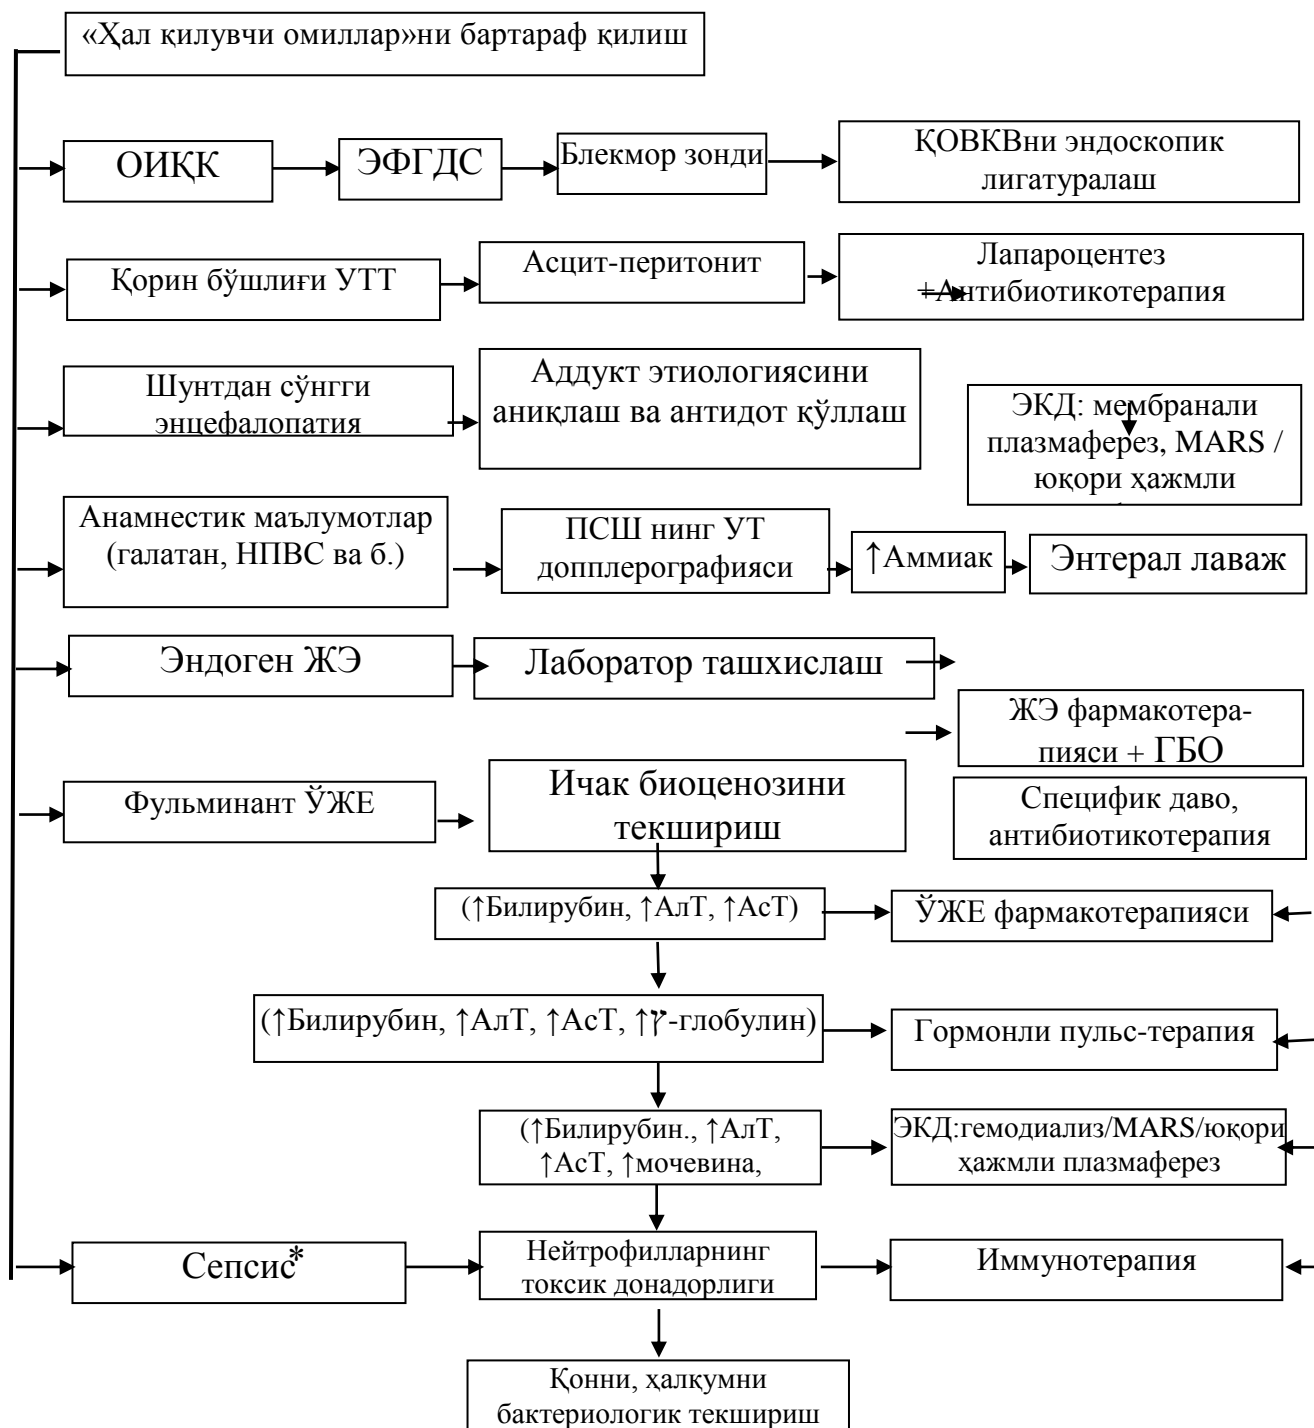 «Ҳал қилувчи омиллар»ни бартараф қилиш
ОИҚК
ЭФГДС
Блекмор зонди
ҚОВКВни эндоскопик
лигатуралаш
Қорин бўшлиғи УТТ
Асцит-перитонит
Лапароцентез
+Антибиотикотерапия
Шунтдан сўнгги
энцефалопатия
Аддукт этиологиясини
аниқлаш ва антидот қўллаш
ЭКД: мембранали
плазмаферез, MARS /
юқори ҳажмли
Анамнестик маълумотлар
(галатан, НПВС ва б.)
ПСШ нинг УТ
допплерографияси
↑Аммиак
Энтерал лаваж
Эндоген ЖЭ
Лаборатор ташхислаш
ЖЭ фармакотера-
пияси + ГБО
Фульминант ЎЖЕ
Ичак биоценозини
текшириш
Специфик даво,
антибиотикотерапия
(↑Билирубин, ↑АлТ, ↑АсТ)
ЎЖЕ фармакотерапияси
(↑Билирубин, ↑АлТ, ↑АсТ, ↑γ-глобулин)
Гормонли пульс-терапия
(↑Билирубин., ↑АлТ,
↑АсТ, ↑мочевина,
ЭКД:гемодиализ/MARS/юқори
ҳажмли плазмаферез
Сепсис*
Нейтрофилларнинг
токсик донадорлиги
Иммунотерапия
Қонни, ҳалқумни
бактериологик текшириш